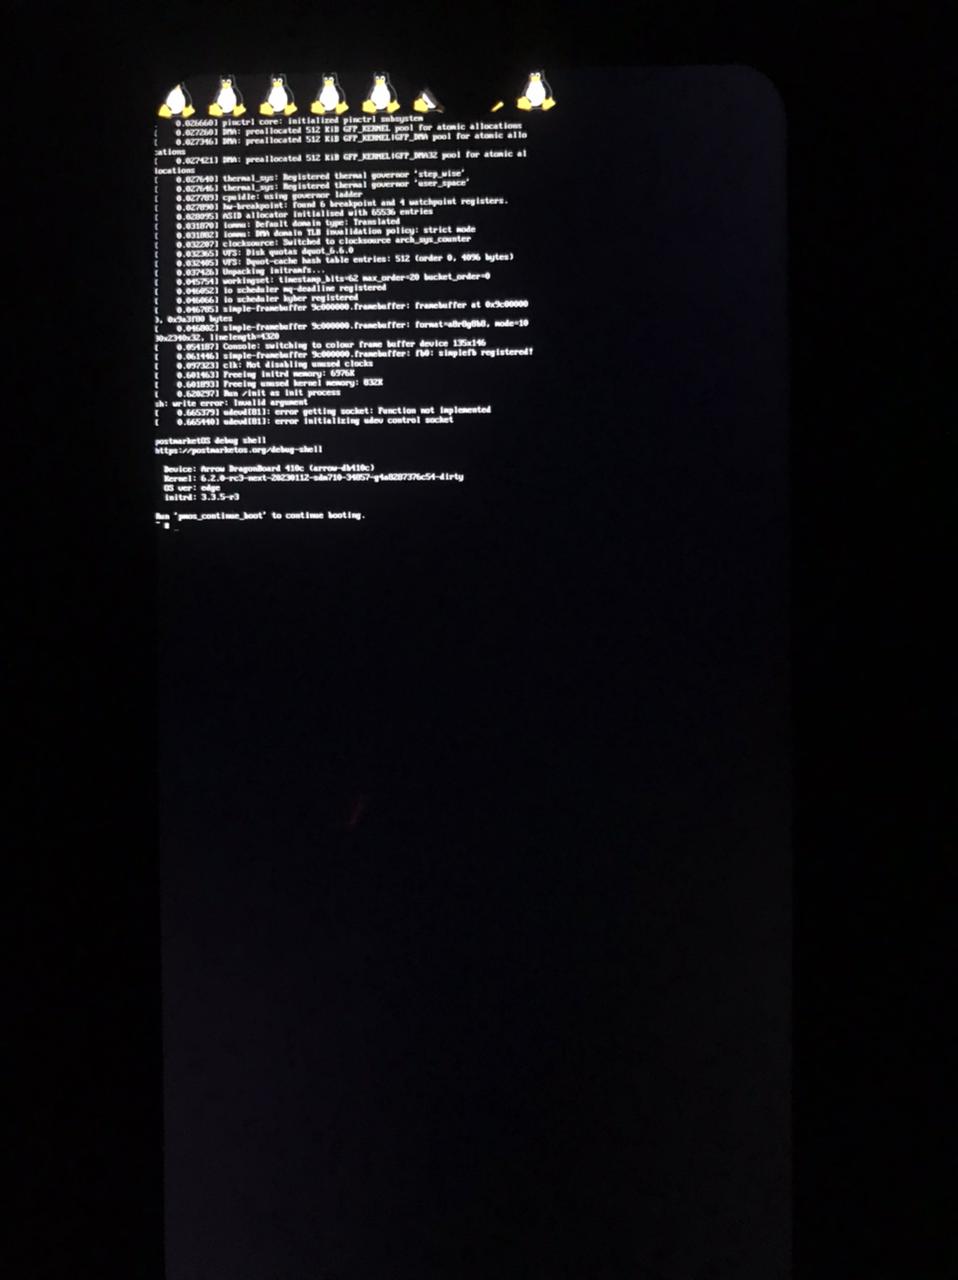 [    0.026660] pinctrl core: initialized pinctrl subsystem
[    0.027260] DMA: preallocated 512 KiB GFP_KERNEL pool for atomic allocations
[    0.027346] DMA: preallocated 512 KiB GFP_KERNEL|GFP_DMA pool for atomic allo
cations
[    0.027421] DMA: preallocated 512 KiB GFP_KERNEL|GFP_DMA32 pool for atomic al
locations
[    0.027640] thermal_sys: Registered thermal governor 'step_wise'
[    0.027646] thermal_sys: Registered thermal governor 'user_space'
[    0.027709] cpuidle: using governor ladder
[    0.027890] hw-breakpoint: found 6 breakpoint and 4 watchpoint registers.
[    0.028095] ASID allocator initialised with 65536 entries
[    0.031870] iommu: Default domain type: Translated
[    0.031882] iommu: DMA domain TLB invalidation policy: strict mode
[    0.032207] clocksource: Switched to clocksource arch_sys_counter
[    0.032365] VFS: Disk quotas dquot_6.6.0
[    0.032405] VFS: Dquot-cache hash table entries: 512 (order 0, 4096 bytes)
[    0.037426] Unpacking initramfs...
[    0.045754] workingset: timestamp_bits=62 max_order=20 bucket_order=0
[    0.046052] io scheduler mq-deadline registered
[    0.046066] io scheduler kyber registered
[    0.046785] simple-framebuffer 9c000000.framebuffer: framebuffer at 0x9c00000
0, 0x9a3f00 bytes
[    0.046802] simple-framebuffer 9c000000.framebuffer: format=a8r8g8b8, mode=10
80x2340x32, linelength=4320
[    0.054187] Console: switching to colour frame buffer device 135x146
[    0.061446] simple-framebuffer 9c000000.framebuffer: fb0: simplefb registered!
[    0.097323] clk: Not disabling unused clocks
[    0.601463] Freeing initrd memory: 6976K
[    0.601893] Freeing unused kernel memory: 832K
[    0.620297] Run /init as init process
sh: write error: Invalid argument
[    0.665379] udevd[81]: error getting socket: Function not implemented
[    0.665440] udevd[81]: error initializing udev control socket
postmarketOS debug shell
https://postmarketos.org/debug-shell
Device: Arrow DragonBoard 410c (arrow-db410c)
Kernel: 6.2.0-rc3-next-20230112-sdm710-34057-g4a8287376c54-dirty
OS ver: edge
initrd: 3.3.5-r3
Run 'pmos_continue_boot' to continue booting.
~ # _